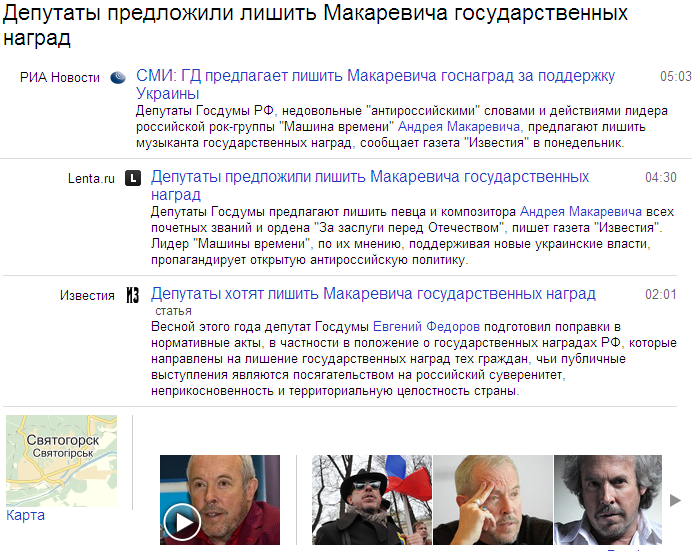 Депутаты предложили лишить Макаревича государственных
наград
РИА Новости СМИ: ГД предлагает лишить Макаревича госнаград за поддержку 05:03
Украины
Депутаты Госдумы РФ, недовольные "антироссийскими" словами и действиями лидера
российской рок-группы "Машина времени" Андрея Макаревича, предлагают лишить
музыканта государственных наград, сообщает газета "Известия" в понедельник.
Lenta.ru L Депутаты предложили лишить Макаревича государственных 04:30
наград
Депутаты Госдумы предлагают лишить певца и композитора Андрея Макаревича всех
почетных званий и ордена "За заслуги перед Отечеством", пишет газета "Известия".
Лидер "Машины времени", по их мнению, поддерживая новые украинские власти,
пропагандирует открытую антироссийскую политику.
Известия ИЗ Депутаты хотят лишить Макаревича государственных наград 02:01
статья
Весной этого года депутат Госдумы Евгений Федоров подготовил поправки в
нормативные акты, в частности в положение о государственных наградах РФ, которые
направлены на лишение государственных наград тех граждан, чьи публичные
выступления являются посягательством на российский суверенитет,
неприкосновенность и территориальную целостность страны.
Святогорск
Святогірськ
Карта